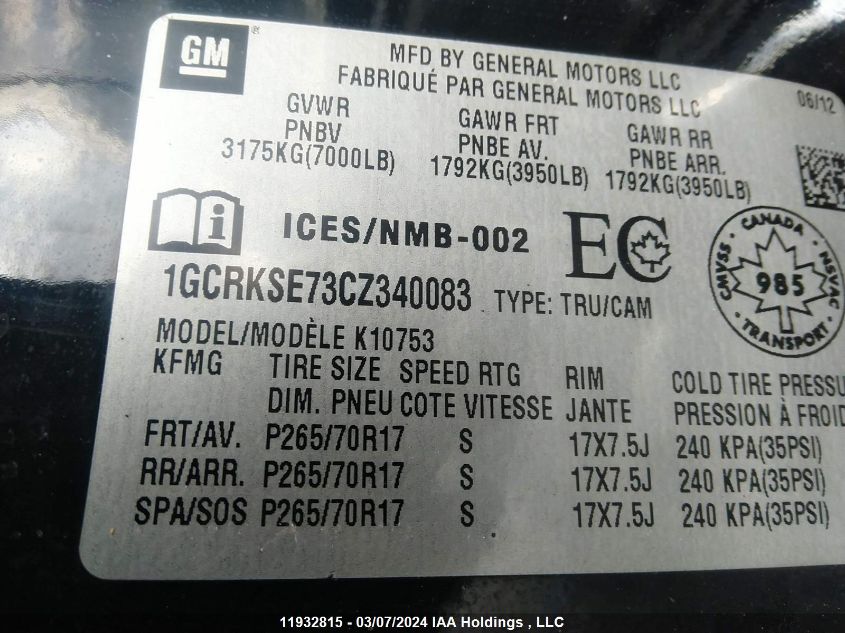 GM ®
MFD BY GENERAL MOTORS LLC
FABRIQUÉ PAR GENERAL MOTORS LLC
06/12
GVWR GAWR FRT GAWR RR
PNBV PNBE AV. PNBE ARR.
3175KG(7000LB) 1792KG(3950LB) 1792KG(3950LB)
ICES/NMB-002 EC
CANADA
CMVSS 985 NSVAC
TRANSPORT
1GCRKSE73CZ340083 TYPE: TRU/CAM
MODEL/MODÈLE K10753
KFMG TIRE SIZE SPEED RTG RIM COLD TIRE PRESSU
DIM. PNEU COTE VITESSE JANTE PRESSION À FROID
FRT/AV. P265/70R17 S 17X7.5J 240 KPA(35PSI)
RR/ARR. P265/70R17 S 17X7.5J 240 KPA(35PSI)
SPA/SOS P265/70R17 S 17X7.5J 240 KPA(35PSI)
11932815 - 03/07/2024 IAA Holdings , LLC